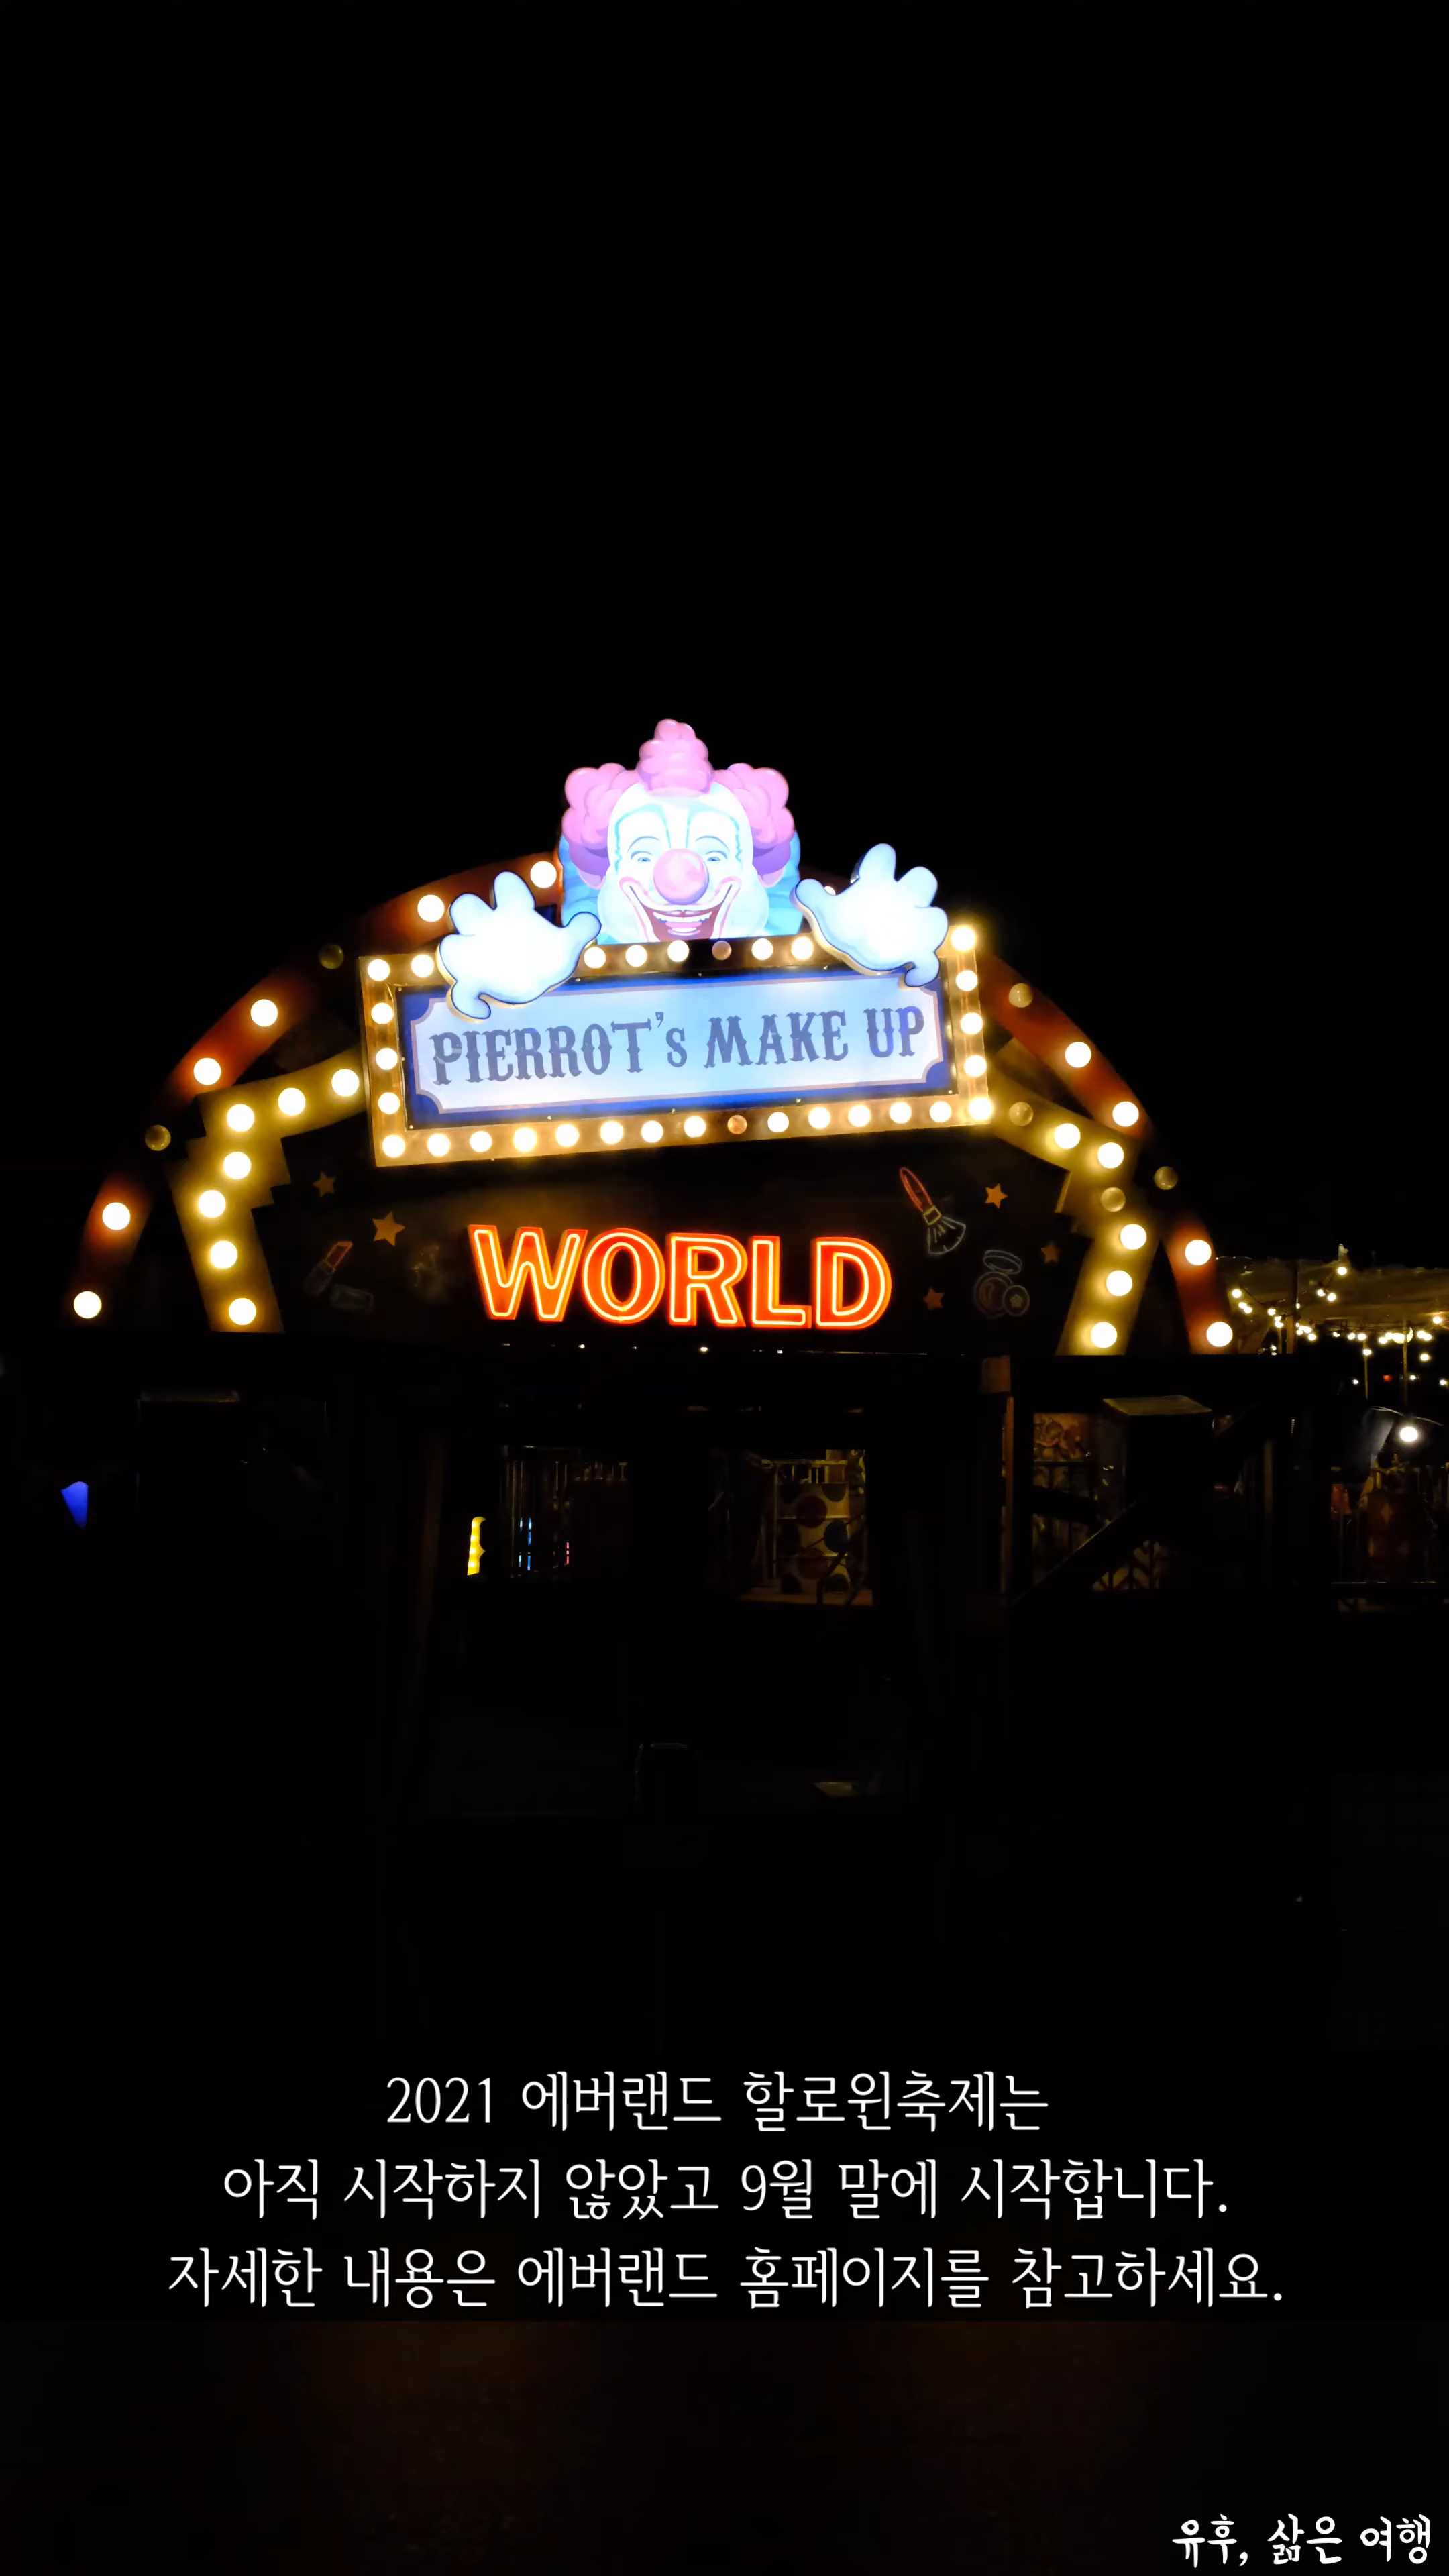 PIERROT's MAKE UP
WORLD
2021 에버랜드 할로윈축제는
아직 시작하지 않았고 9월 말에 시작합니다.
자세한 내용은 에버랜드 홈페이지를 참고하세요.
유후, 삶은 여행